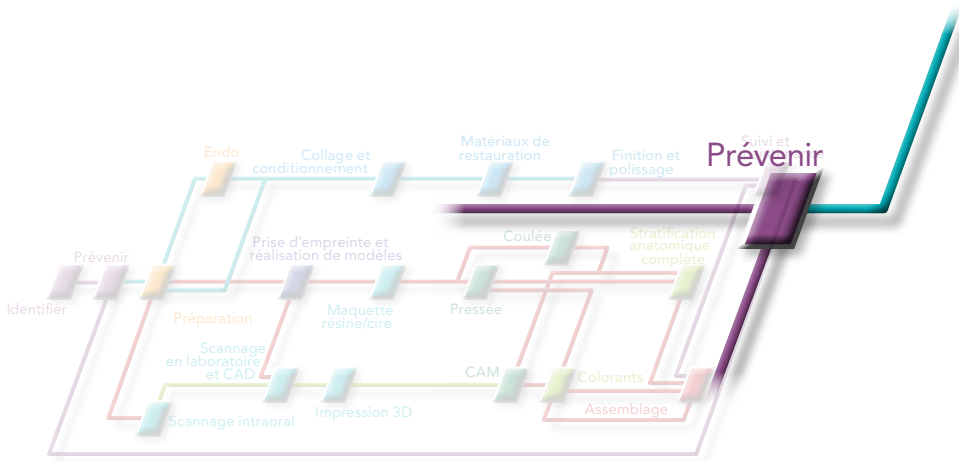 Endo
Collage et
conditionnement
Matériaux de
restauration
Finition et
polissage
Suivi et
Prévenir
Prévenir
Identifier
Préparation
Prise d’empreinte et
réalisation de modèles
Maquette
résine/cire
Coulée
Pressée
Stratification
anatomique
complète
Scannage
en laboratoire
et CAD
Scannage intraoral
Impression 3D
CAM
Colorants
Assemblage